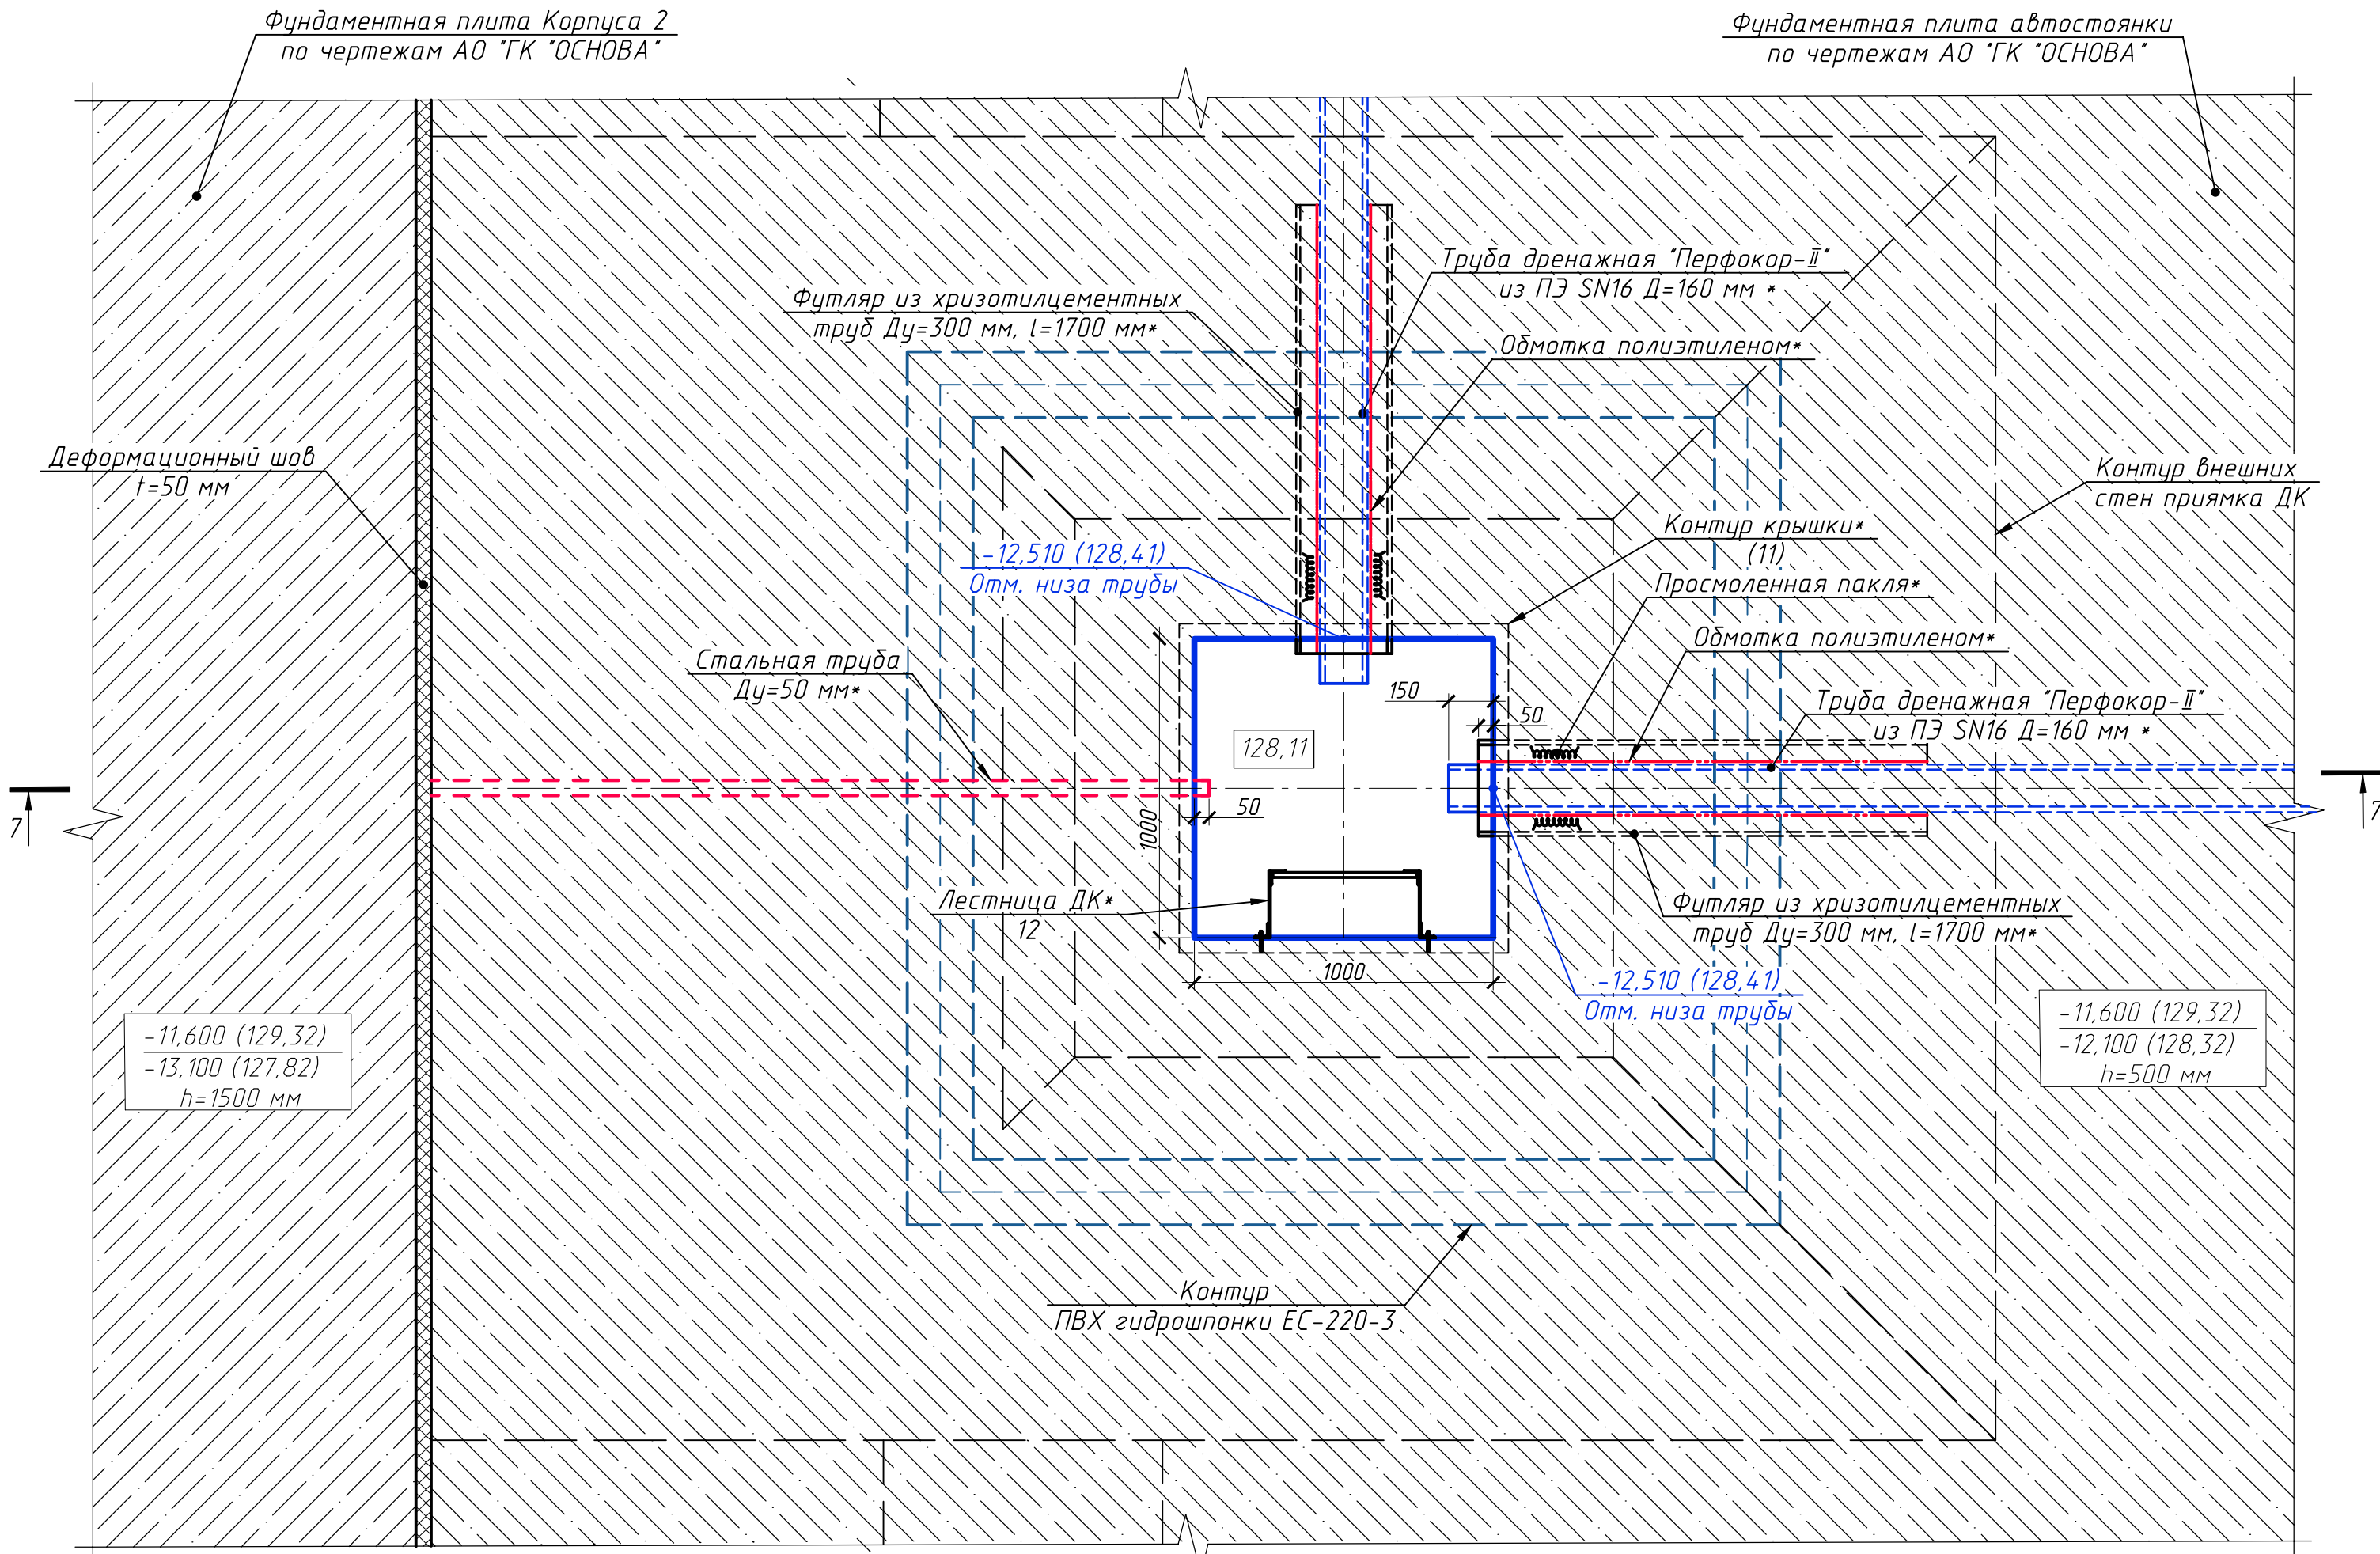 Фундаментная плита Корпуса 2
по чертежам АО "ГК "ОСНОВА"
Фундаментная плита автостоянки
по чертежам АО "ГК "ОСНОВА"
Труба дренажная "Перфокор-II"
из ПЭ SN16 Д=160 мм *
Футляр из хризотилцементных
труб Ду=300 мм, l=1700 мм*
Обмотка полиэтиленом*
Деформационный шов
t=50 мм
Контур внешних
стен приямка ДК
Контур крышки*
(11)
-12,510 (128,41)
Отм. низа трубы
Просмоленная пакля*
Обмотка полиэтиленом*
Стальная труба
Ду=50 мм*
150
50
Труба дренажная "Перфокор-II"
из ПЭ SN16 Д=160 мм *
128,11
7
7
50
1000
Лестница ДК*
12
Футляр из хризотилцементных
труб Ду=300 мм, l=1700 мм*
1000
-12,510 (128,41)
Отм. низа трубы
-11,600 (129,32)
-13,100 (127,82)
h=1500 мм
-11,600 (129,32)
-12,100 (128,32)
h=500 мм
Контур
ПВХ гидрошпонки ЕС-220-3